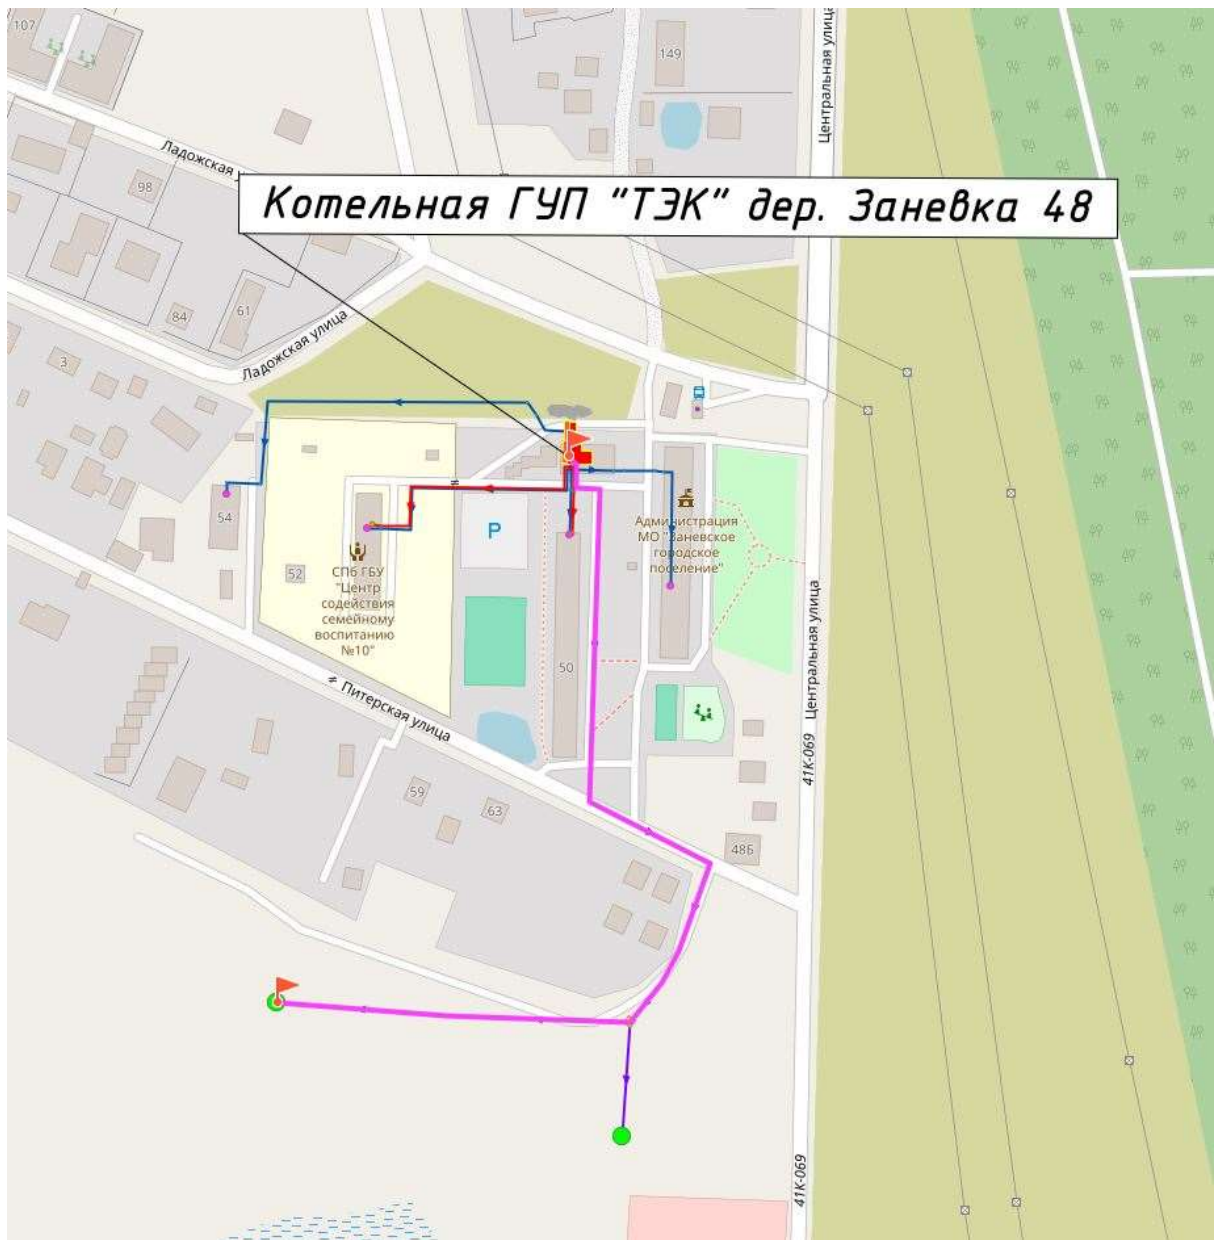 107
149
Центральная улица
Ладожская у
98
Котельная ГУП "ТЭК" дер. Заневка 48
84
61
Ладожская улица
3
54
P
Администрация
МО "Заневское
городское
поселение"
52
СПб ГБУ
"Центр
содействия
семейному
воспитанию
№10"
50
Питерская улица
41К-069 Центральная улица
59
63
48Б
41К-069